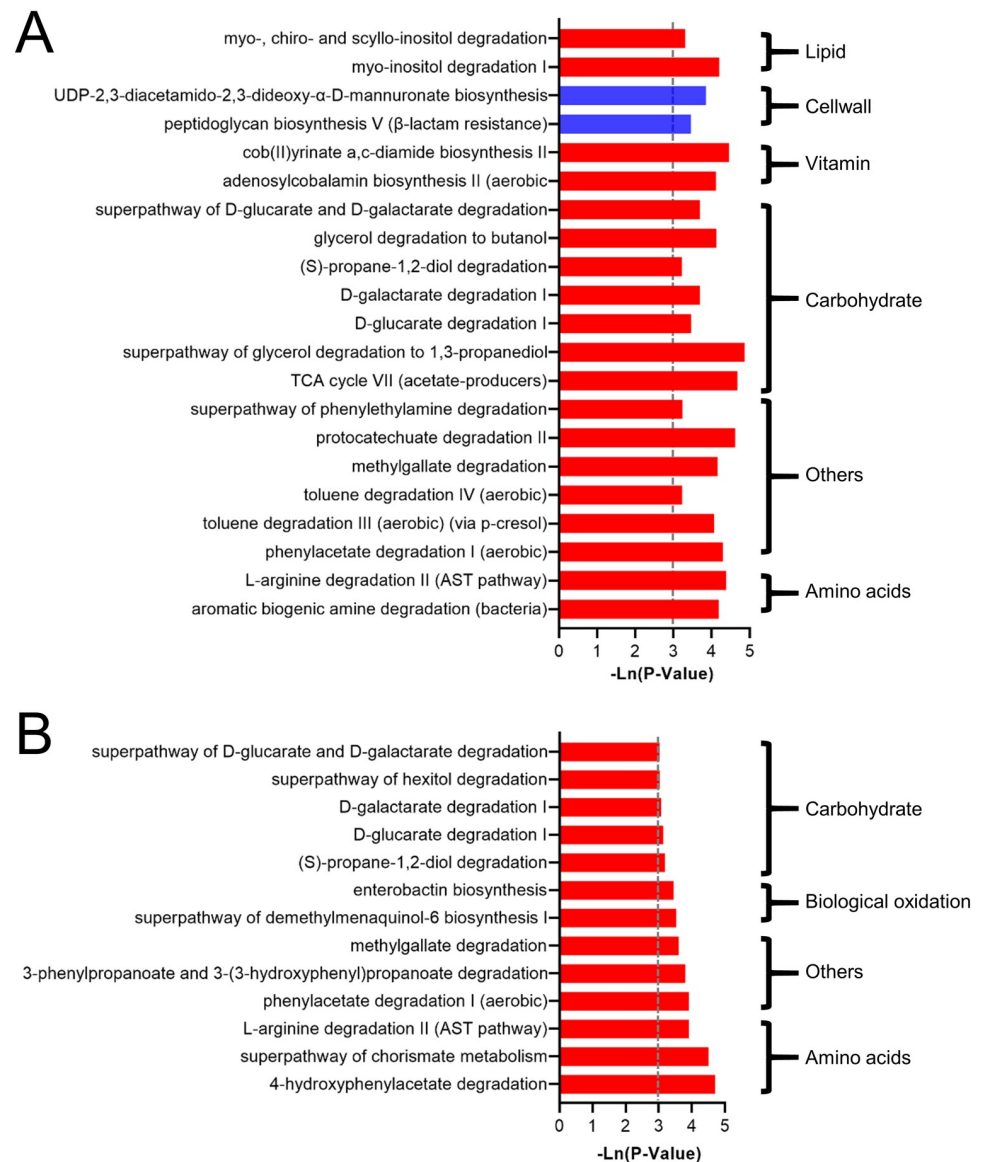 A
myo-, chiro- and scyllo-inositol degradation
myo-inositol degradation I
Lipid
UDP-2,3-diacetamido-2,3-dideoxy-α-D-mannuronate biosynthesis
peptidoglycan biosynthesis V (β-lactam resistance)
Cellwall
cob(II)yrinate a,c-diamide biosynthesis II
adenosylcobalamin biosynthesis II (aerobic
Vitamin
superpathway of D-glucarate and D-galactarate degradation
glycerol degradation to butanol
(S)-propane-1,2-diol degradation
D-galactarate degradation I
D-glucarate degradation I
superpathway of glycerol degradation to 1,3-propanediol
TCA cycle VII (acetate-producers)
Carbohydrate
superpathway of phenylethylamine degradation
protocatechuate degradation II
methylgallate degradation
toluene degradation IV (aerobic)
toluene degradation III (aerobic) (via p-cresol)
phenylacetate degradation I (aerobic)
Others
L-arginine degradation II (AST pathway)
aromatic biogenic amine degradation (bacteria)
Amino acids
0 1 2 3 4 5
-Ln(P-Value)
B
superpathway of D-glucarate and D-galactarate degradation
superpathway of hexitol degradation
D-galactarate degradation I
D-glucarate degradation I
(S)-propane-1,2-diol degradation
Carbohydrate
enterobactin biosynthesis
superpathway of demethylmenaquinol-6 biosynthesis I
Biological oxidation
methylgallate degradation
3-phenylpropanoate and 3-(3-hydroxyphenyl)propanoate degradation
phenylacetate degradation I (aerobic)
Others
L-arginine degradation II (AST pathway)
superpathway of chorismate metabolism
4-hydroxyphenylacetate degradation
Amino acids
0 1 2 3 4 5
-Ln(P-Value)